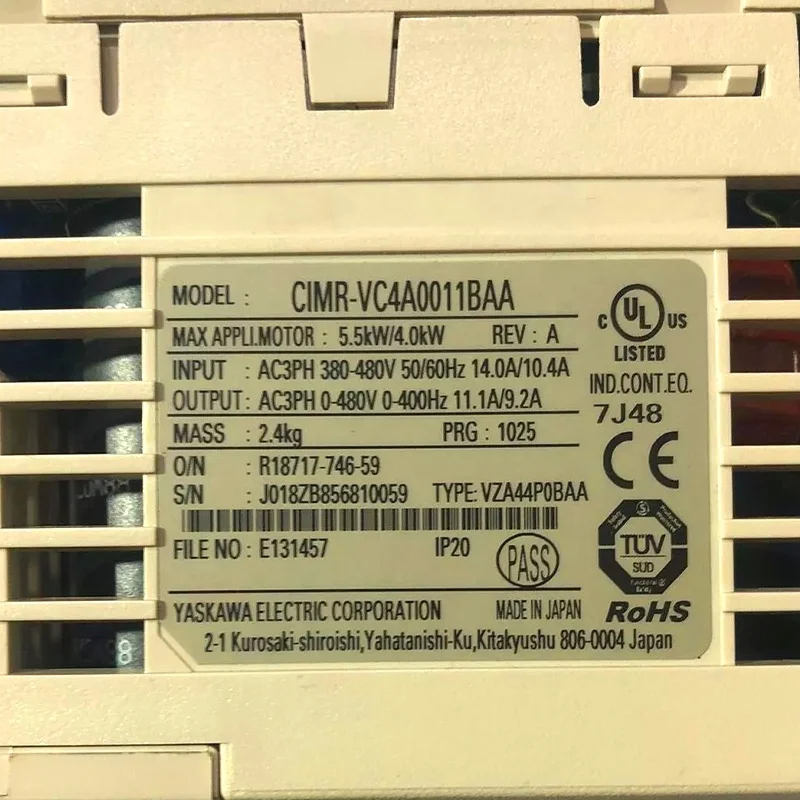 MODEL : CIMR-VC4A0011BAA
MAX APPLI.MOTOR : 5.5kW/4.0kW REV : A
INPUT : AC3PH 380-480V 50/60Hz 14.0A/10.4A
OUTPUT : AC3PH 0-480V 0-400Hz 11.1A/9.2A
MASS : 2.4kg PRG : 1025
O/N : R18717-746-59
S/N : J018ZB856810059 TYPE: VZA44P0BAA
FILE NO : E131457 IP20 PASS
YASKAWA ELECTRIC CORPORATION MADE IN JAPAN
2-1 Kurosaki-shiroishi,Yahatanishi-Ku,Kitakyushu 806-0004 Japan
C UL US
LISTED
IND.CONT.EQ.
7J48
CE
TÜV
SÜD
RoHS